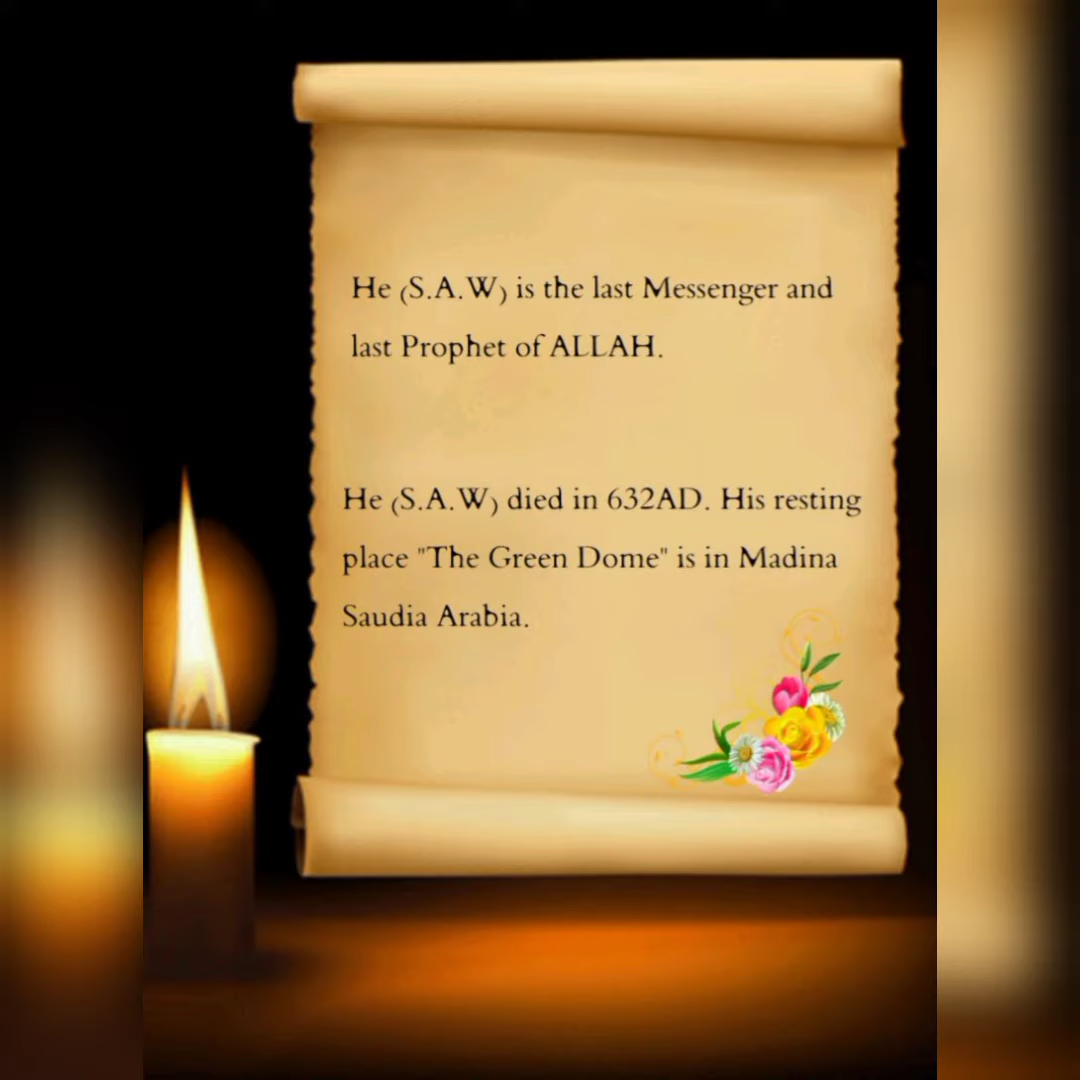 He (S.A.W) is the last Messenger and
last Prophet of ALLAH.
He (S.A.W) died in 632AD. His resting
place "The Green Dome" is in Madina
Saudia Arabia.